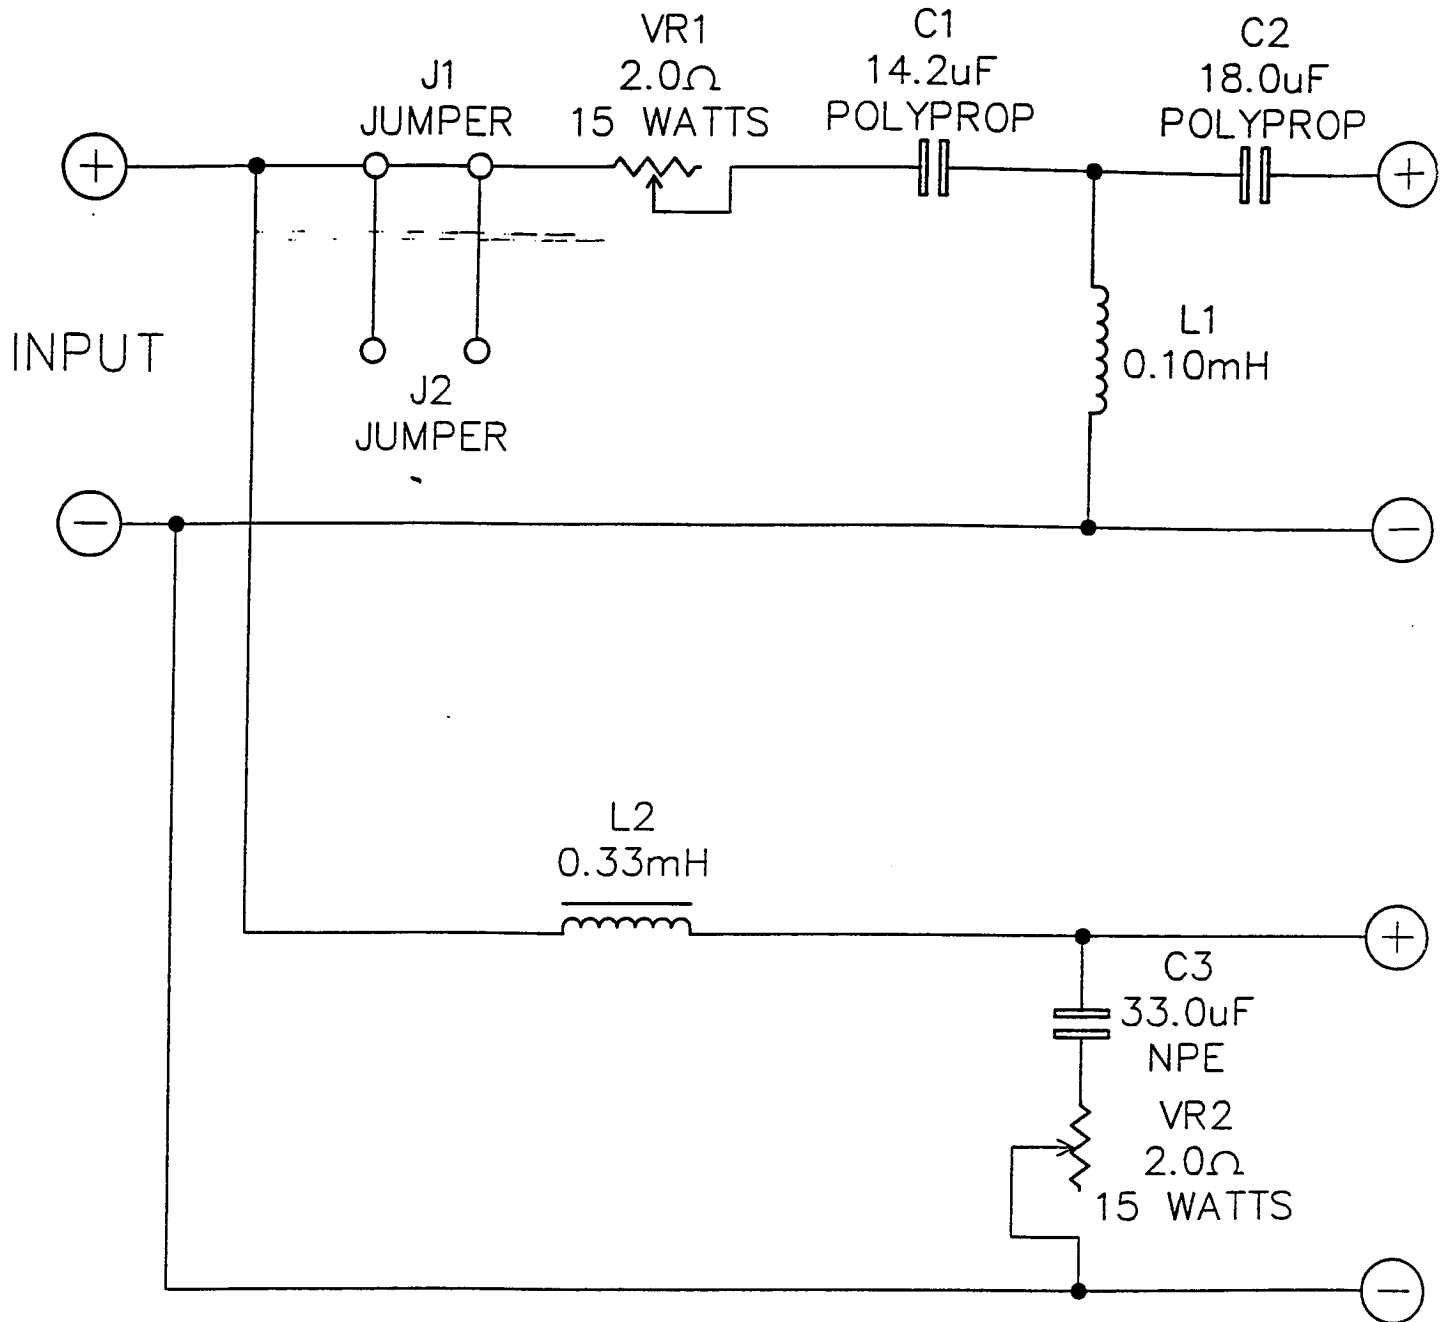 VR1
2.0Ω
15 WATTS
C1
14.2uF
POLYPROP
C2
18.0uF
POLYPROP
J1
JUMPER
+
+
INPUT
J2
JUMPER
L1
0.10mH
−
−
L2
0.33mH
+
C3
33.0uF
NPE
VR2
2.0Ω
15 WATTS
−